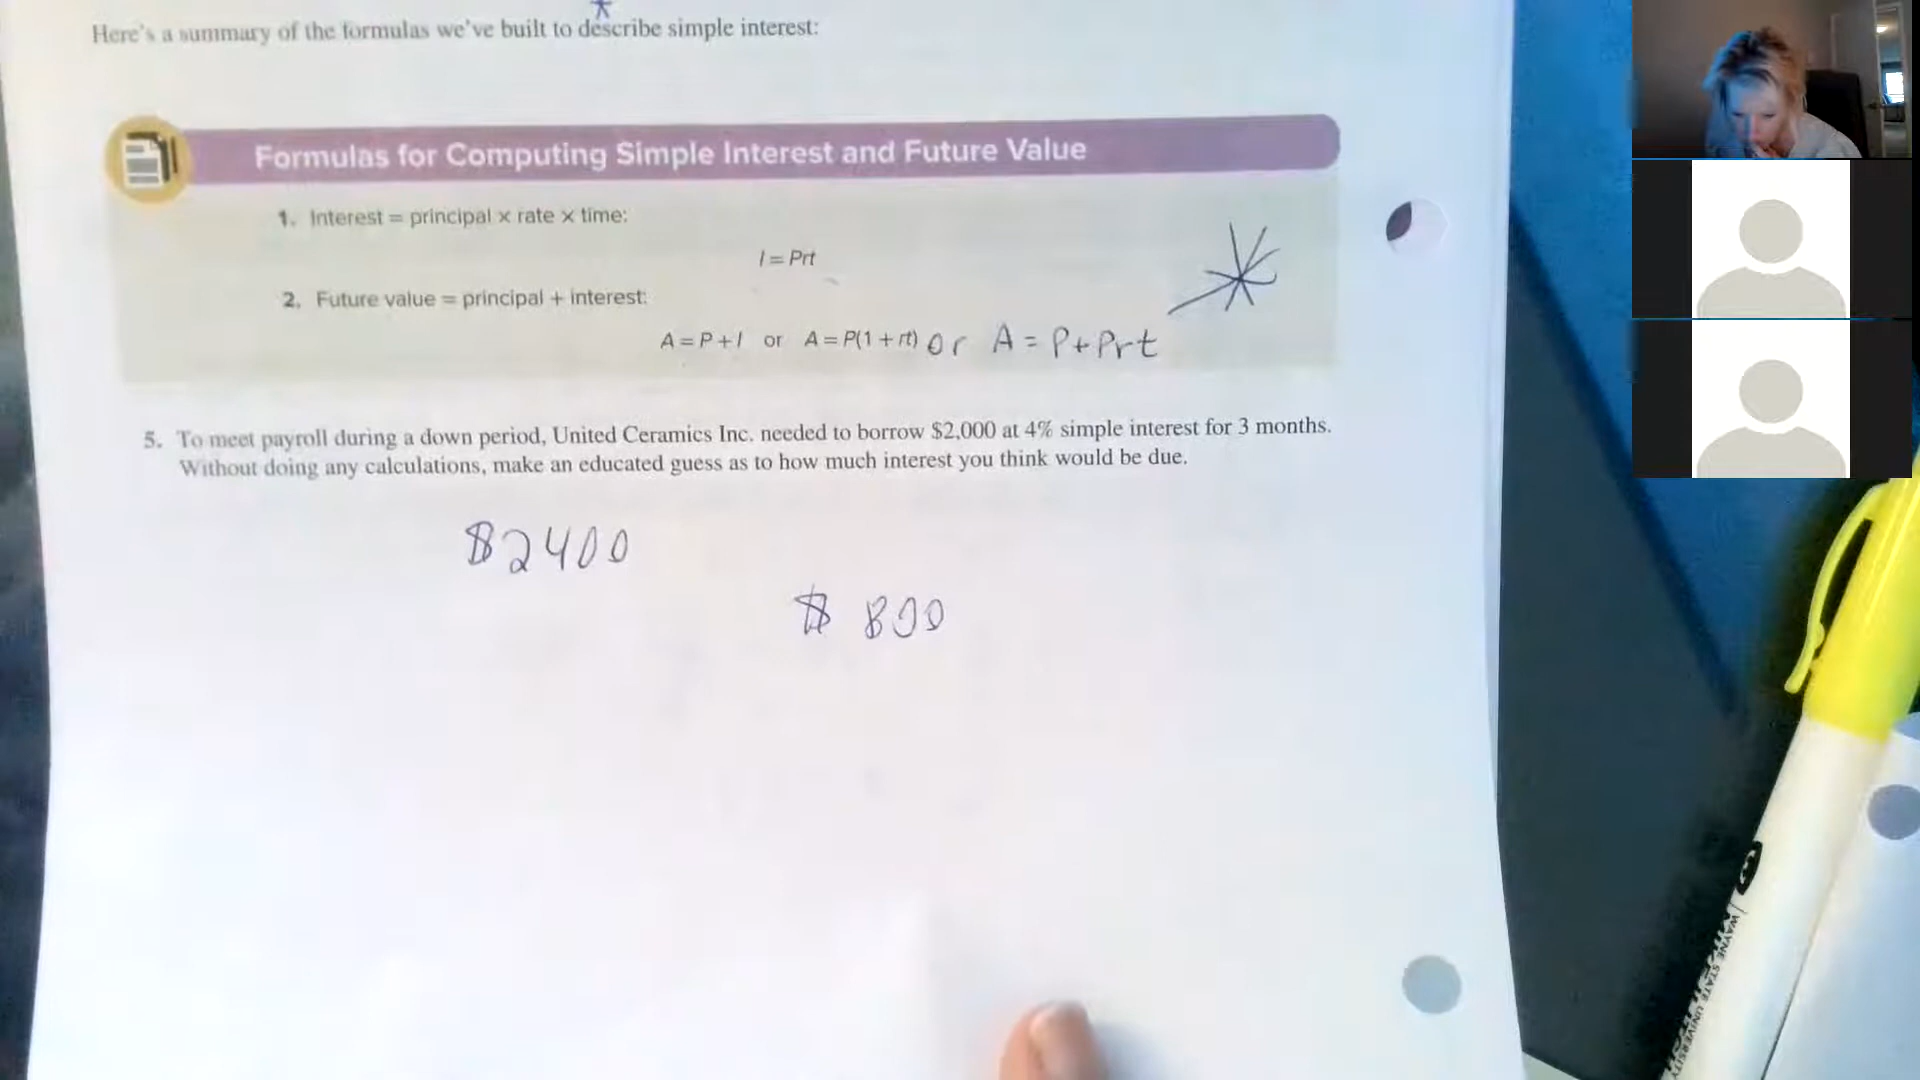 Here's a summary of the formulas we've built to describe simple interest:
Formulas for Computing Simple Interest and Future Value
1. Interest = principal × rate × time:
I = Prt
2. Future value = principal + interest:
A = P + I or A = P(1 + rt) or A = P + Prt
5. To meet payroll during a down period, United Ceramics Inc. needed to borrow $2,000 at 4% simple interest for 3 months.
Without doing any calculations, make an educated guess as to how much interest you think would be due.
$2400
$ 800
WAYNE STATE UNIVERSITY